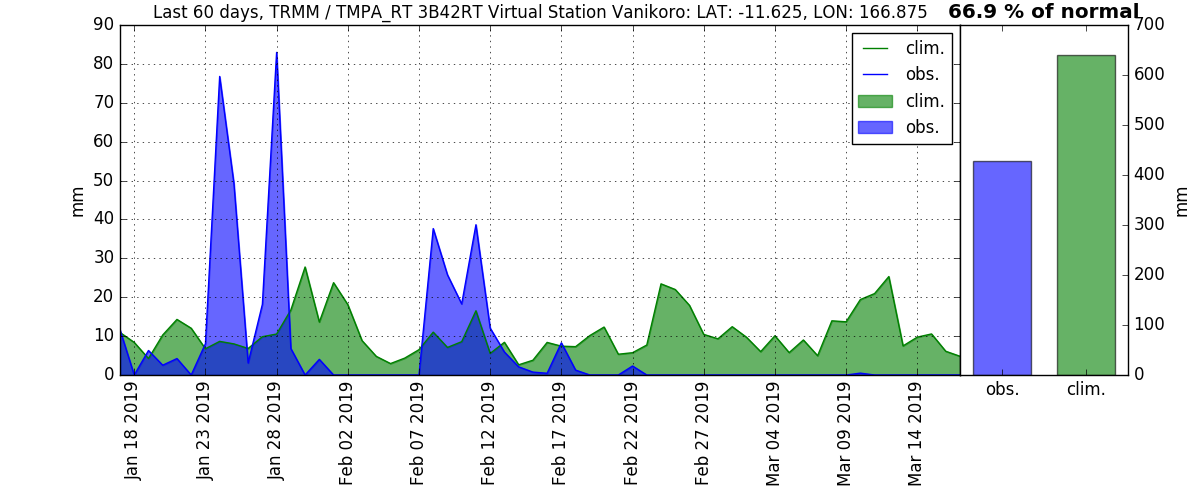 Last 60 days, TRMM / TMPA_RT 3B42RT Virtual Station Vanikoro: LAT: -11.625, LON: 166.875
66.9 % of normal
90
80
70
60
50
40
30
20
10
0
mm
clim.
obs.
clim.
obs.
Jan 18 2019
Jan 23 2019
Jan 28 2019
Feb 02 2019
Feb 07 2019
Feb 12 2019
Feb 17 2019
Feb 22 2019
Feb 27 2019
Mar 04 2019
Mar 09 2019
Mar 14 2019
700
600
500
400
300
200
100
0
mm
obs.
clim.